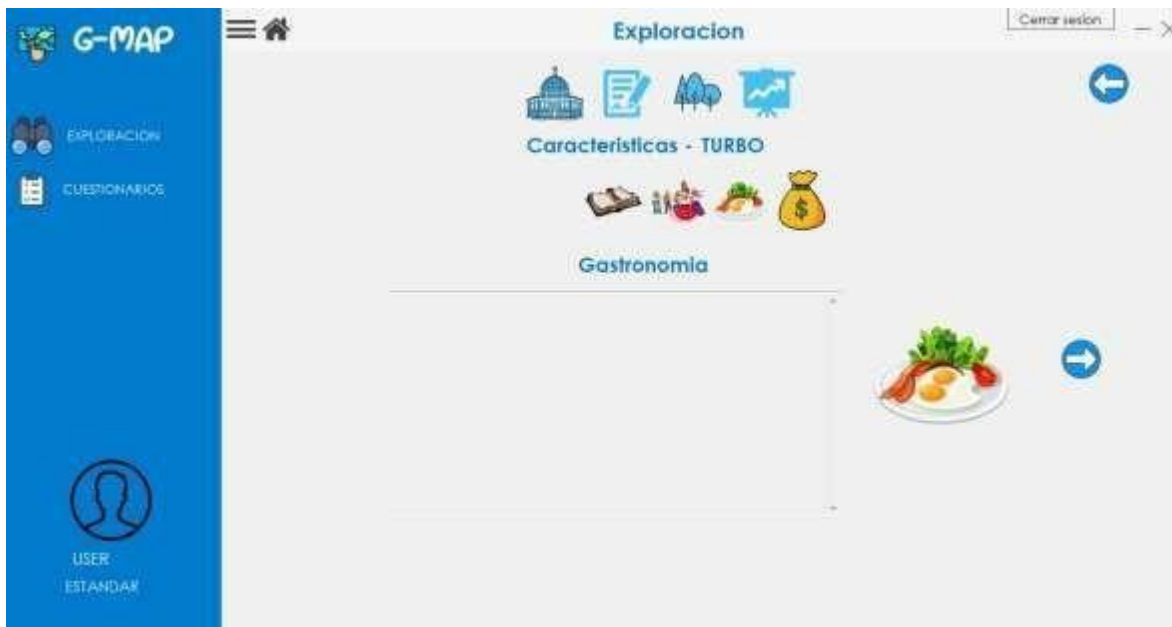 G-MAP
Exploracion
Cerrar sesion
EXPLORACION
CUESTIONARIOS
Caracteristicas - TURBO
Gastronomia
USER
ESTANDAR